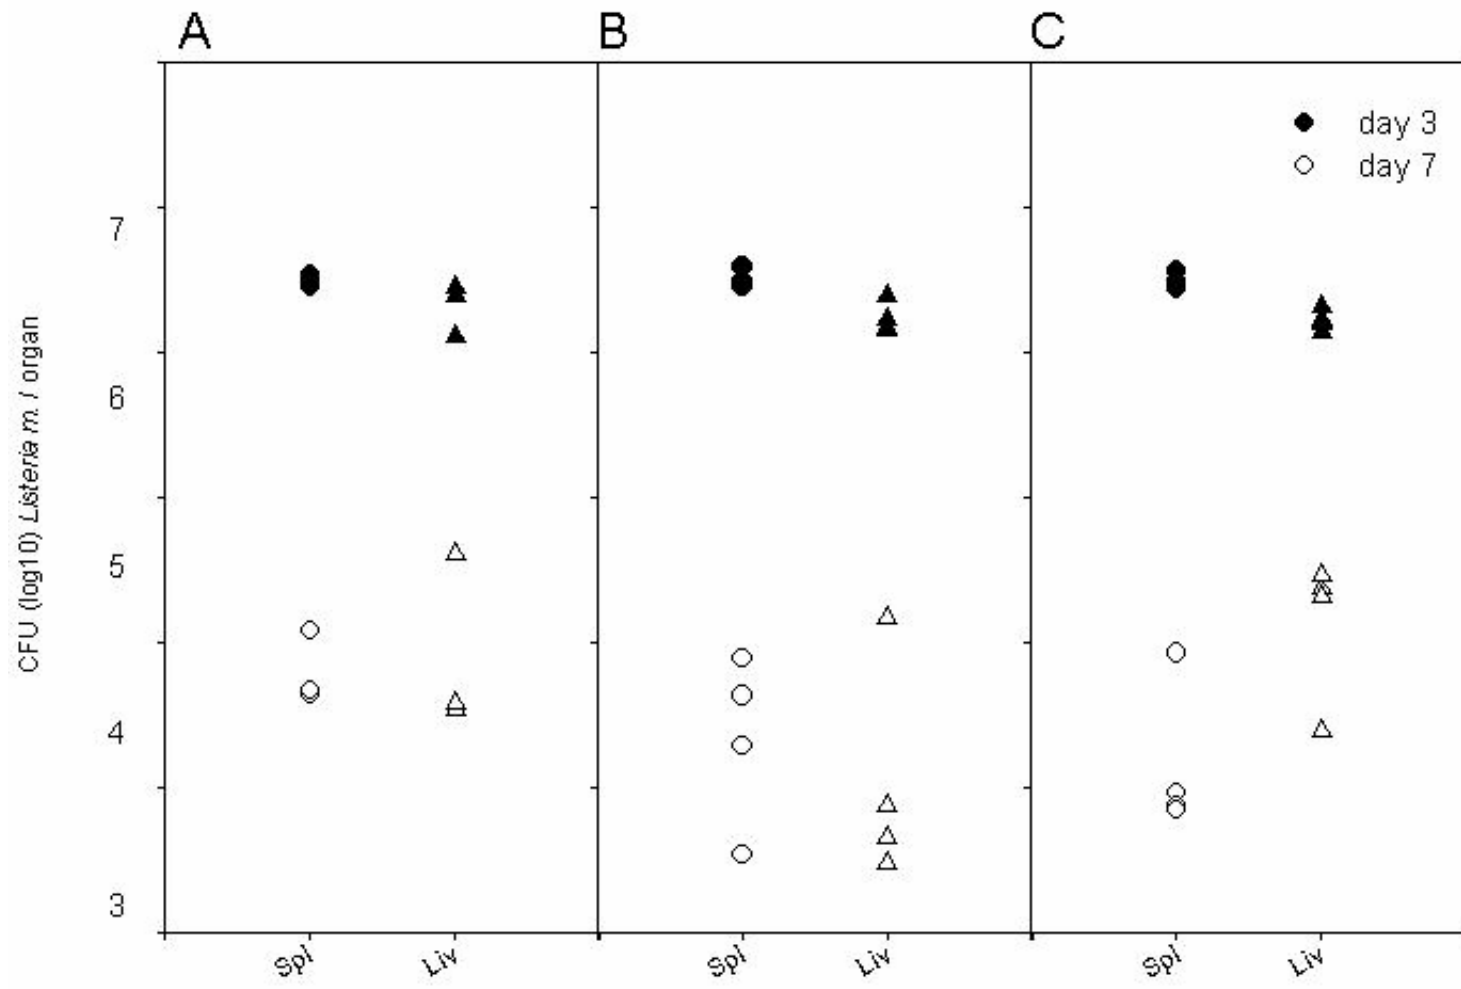 A B C
day 3
day 7
7
6
5
4
3
CFU (log10) Listeria m. / organ
Spl Liv Spl Liv Spl Liv